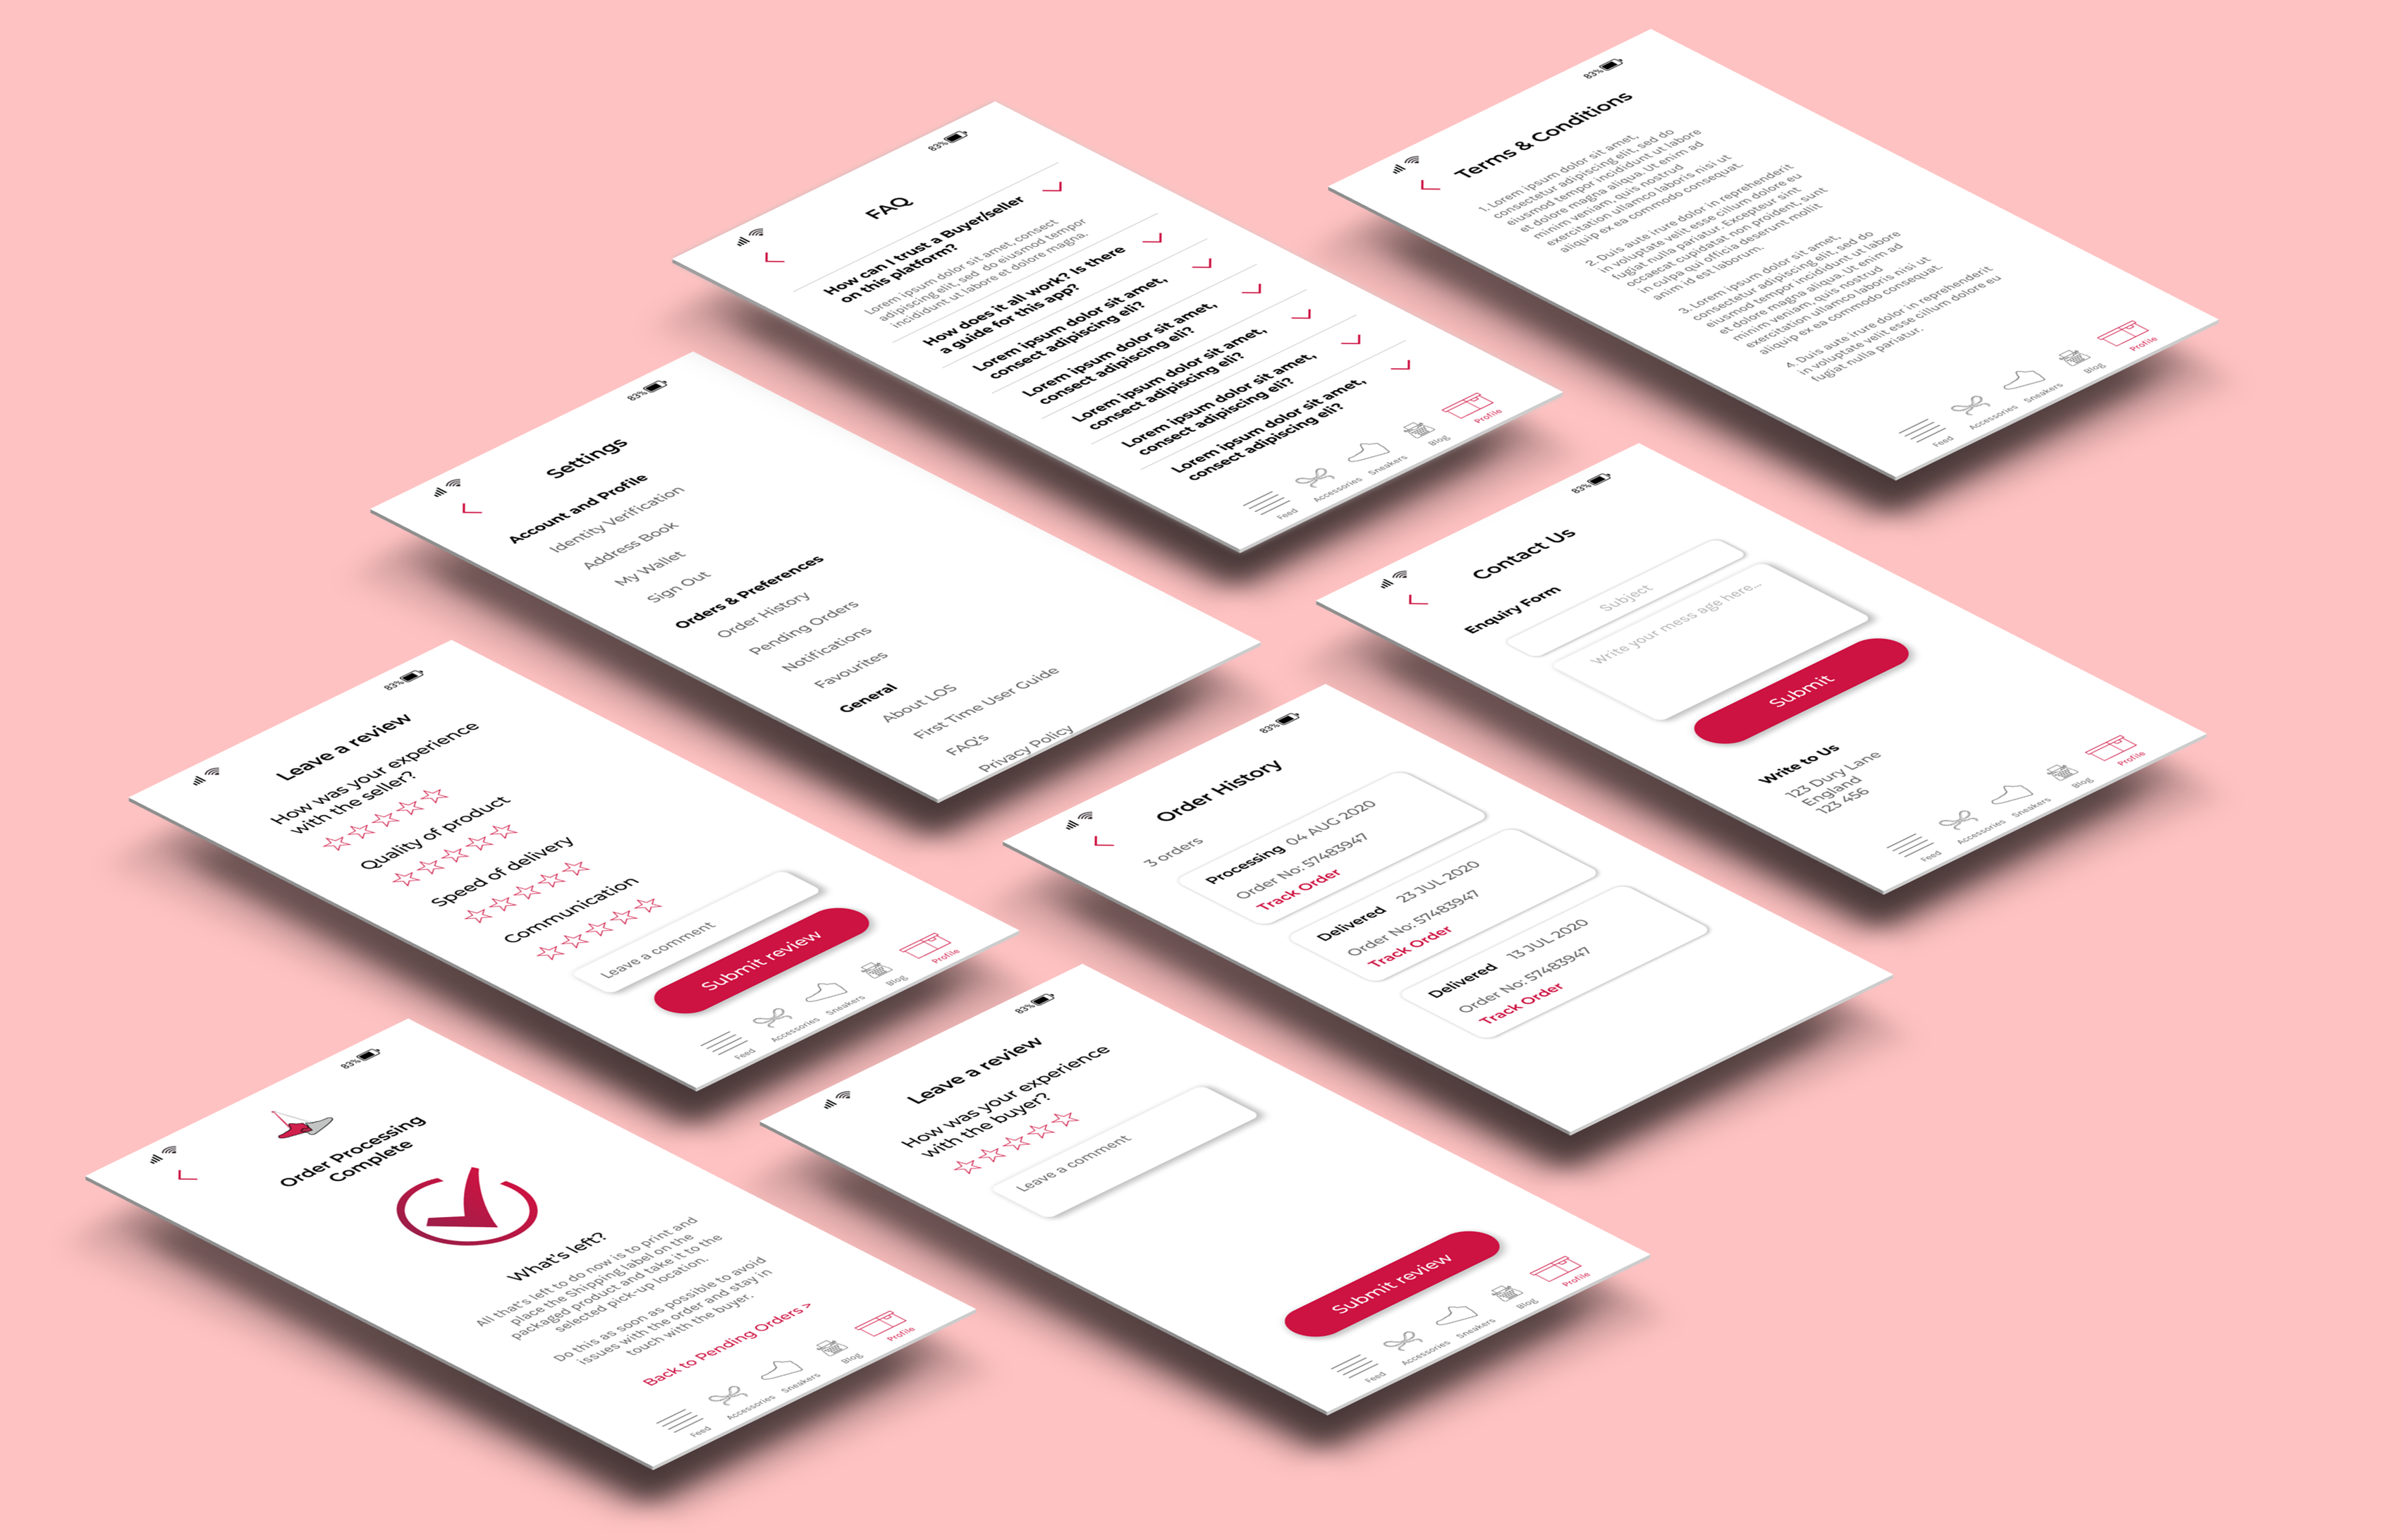 83%
FAQ
How can I trust a Buyer/seller
on this platform?
Lorem ipsum dolor sit amet, consect
adipiscing elit, sed do eiusmod tempor
incididunt ut labore et dolore magna.
How does it all work? Is there
a guide for this app?
Lorem ipsum dolor sit amet,
consect adipiscing eli?
Lorem ipsum dolor sit amet,
consect adipiscing eli?
Lorem ipsum dolor sit amet,
consect adipiscing eli?
Lorem ipsum dolor sit amet,
consect adipiscing eli?
Lorem ipsum dolor sit amet,
consect adipiscing eli?
Feed Accessories Sneakers Blog Profile
83%
Terms & Conditions
1. Lorem ipsum dolor sit amet,
consectetur adipiscing elit, sed do
eiusmod tempor incididunt ut labore
et dolore magna aliqua. Ut enim ad
minim veniam, quis nostrud
exercitation ullamco laboris nisi ut
aliquip ex ea commodo consequat.
2. Duis aute irure dolor in reprehenderit
in voluptate velit esse cillum dolore eu
fugiat nulla pariatur. Excepteur sint
occaecat cupidatat non proident, sunt
in culpa qui officia deserunt mollit
anim id est laborum.
3. Lorem ipsum dolor sit amet,
consectetur adipiscing elit, sed do
eiusmod tempor incididunt ut labore
et dolore magna aliqua. Ut enim ad
minim veniam, quis nostrud
exercitation ullamco laboris nisi ut
aliquip ex ea commodo consequat.
4. Duis aute irure dolor in reprehenderit
in voluptate velit esse cillum dolore eu
fugiat nulla pariatur.
Feed Accessories Sneakers Blog Profile
83%
Settings
Account and Profile
Identity Verification
Address Book
My Wallet
Sign Out
Orders & Preferences
Order History
Pending Orders
Notifications
Favourites
General
About LOS
First Time User Guide
FAQ's
Privacy Policy
83%
Contact Us
Enquiry Form
Subject
Write your mess age here...
Submit
Write to Us
123 Dury Lane
England
123 456
Feed Accessories Sneakers Blog Profile
83%
Leave a review
How was your experience
with the seller?
Quality of product
Speed of delivery
Communication
Leave a comment
Submit review
Feed Accessories Sneakers Blog Profile
83%
Order History
3 orders
Processing 04 AUG 2020
Order No: 57483947
Track Order
Delivered 23 JUL 2020
Order No: 57483947
Track Order
Delivered 13 JUL 2020
Order No: 57483947
Track Order
83%
Order Processing
Complete
What's left?
All that's left to do now is to print and
place the Shipping label on the
packaged product and take it to the
selected pick-up location.
Do this as soon as possible to avoid
issues with the order and stay in
touch with the buyer.
Back to Pending Orders >
Feed Accessories Sneakers Blog Profile
83%
Leave a review
How was your experience
with the buyer?
Leave a comment
Submit review
Feed Accessories Sneakers Blog Profile